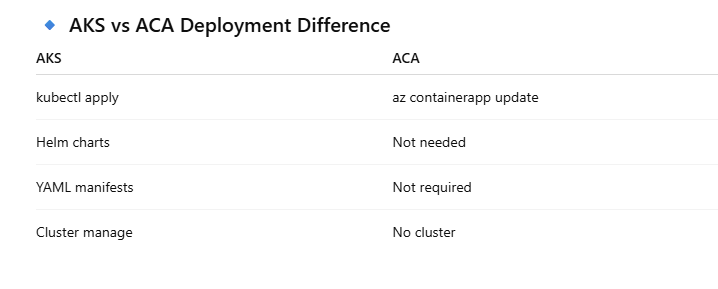 AKS vs ACA Deployment Difference
AKS ACA
kubectl apply az containerapp update
Helm charts Not needed
YAML manifests Not required
Cluster manage No cluster